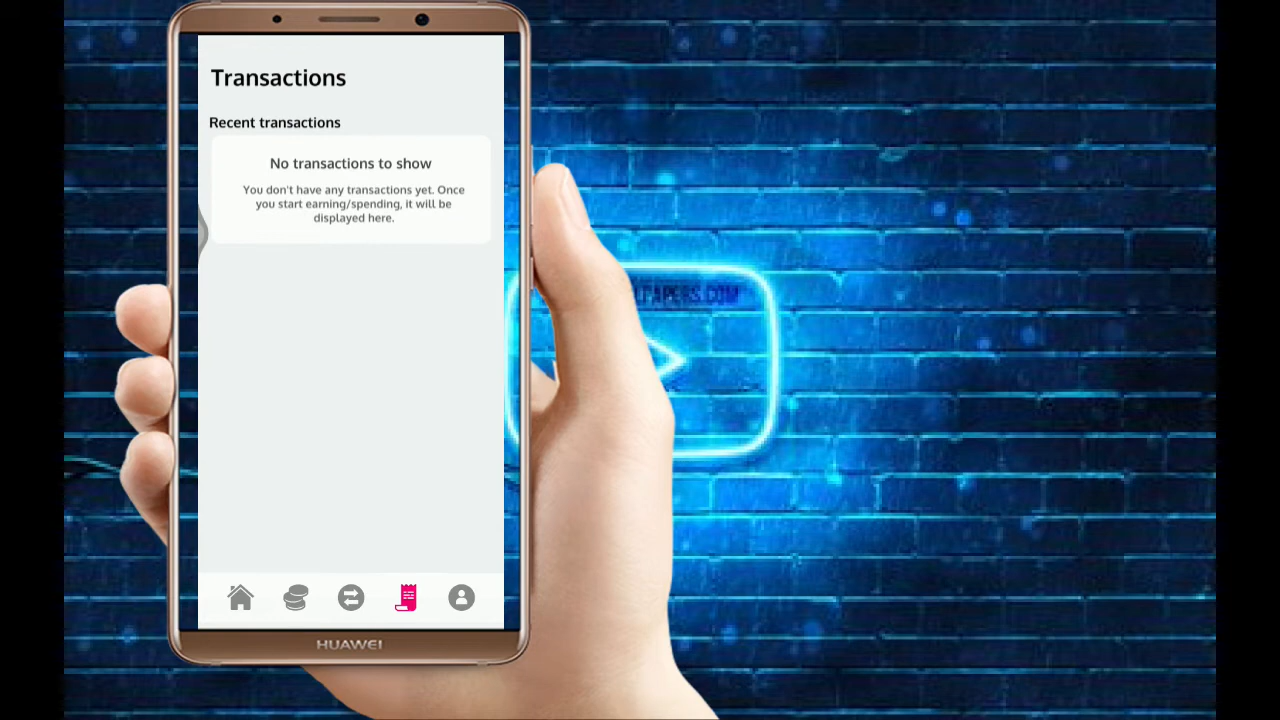 Transactions
Recent transactions
No transactions to show
You don't have any transactions yet. Once
you start earning/spending, it will be
displayed here.
HUAWEI